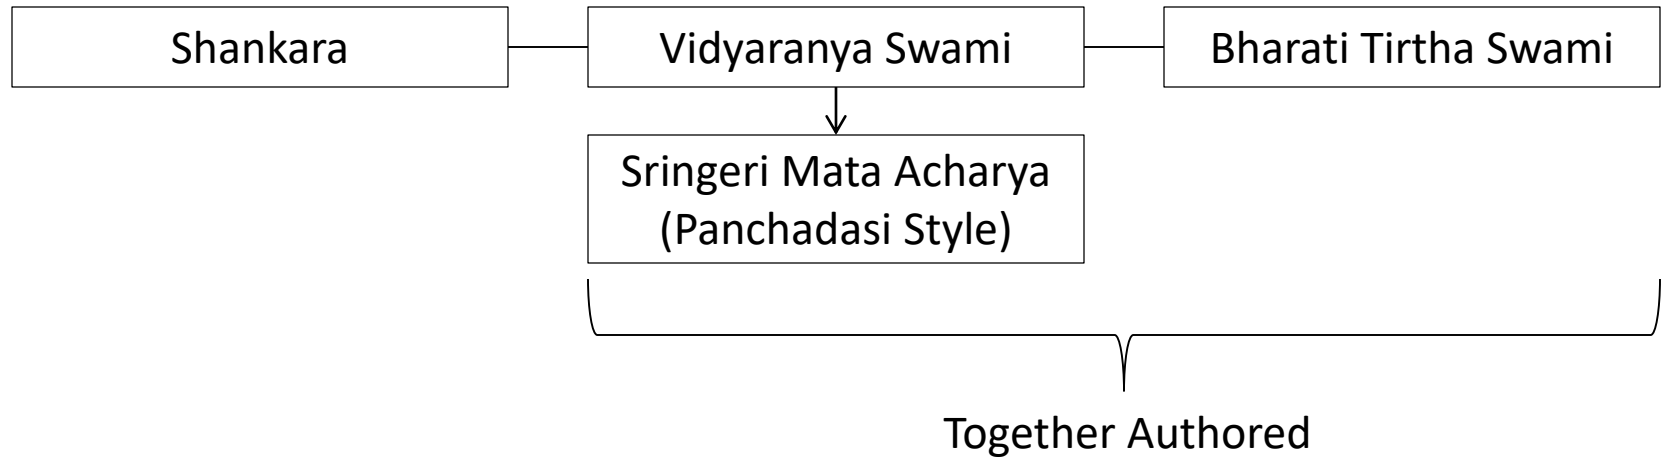 Shankara
Vidyaranya Swami
Bharati Tirtha Swami
Sringeri Mata Acharya
(Panchadasi Style)
Together Authored